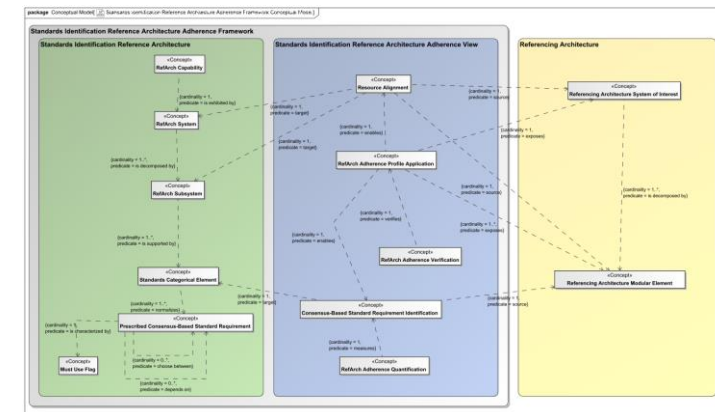 package Conceptual Model[ Standards Identification Reference Architecture Adherence Framework Conceptual Model ]
Standards Identification Reference Architecture Adherence Framework
Standards Identification Reference Architecture
«Concept»
RefArch Capability
{cardinality = 1,
predicate = is exhibited by}
«Concept»
RefArch System
{cardinality = 1..*,
predicate = is decomposed by}
«Concept»
RefArch Subsystem
{cardinality = 1..*,
predicate = is supported by}
«Concept»
Standards Categorical Element
{cardinality = 1..*,
predicate = normalizes}
«Concept»
Prescribed Consensus-Based Standard Requirement
{cardinality = 1,
predicate = is characterized by}
«Concept»
Must Use Flag
{cardinality = 0..*,
predicate = choose between}
{cardinality = 0..*,
predicate = depends on}
Standards Identification Reference Architecture Adherence View
«Concept»
Resource Alignment
{cardinality = 1,
predicate = target}
{cardinality = 1,
predicate = target}
{cardinality = 1,
predicate = source}
{cardinality = 1,
predicate = enables}
«Concept»
RefArch Adherence Profile Application
{cardinality = 1,
predicate = exposes}
{cardinality = 1,
predicate = source}
{cardinality = 1,
predicate = verifies}
{cardinality = 1..*,
predicate = exposes}
{cardinality = 1,
predicate = enables}
«Concept»
RefArch Adherence Verification
{cardinality = 1,
predicate = target}
«Concept»
Consensus-Based Standard Requirement Identification
{cardinality = 1,
predicate = source}
{cardinality = 1,
predicate = measures}
«Concept»
RefArch Adherence Quantification
Referencing Architecture
«Concept»
Referencing Architecture System of Interest
{cardinality = 1..*,
predicate = is decomposed by}
«Concept»
Referencing Architecture Modular Element